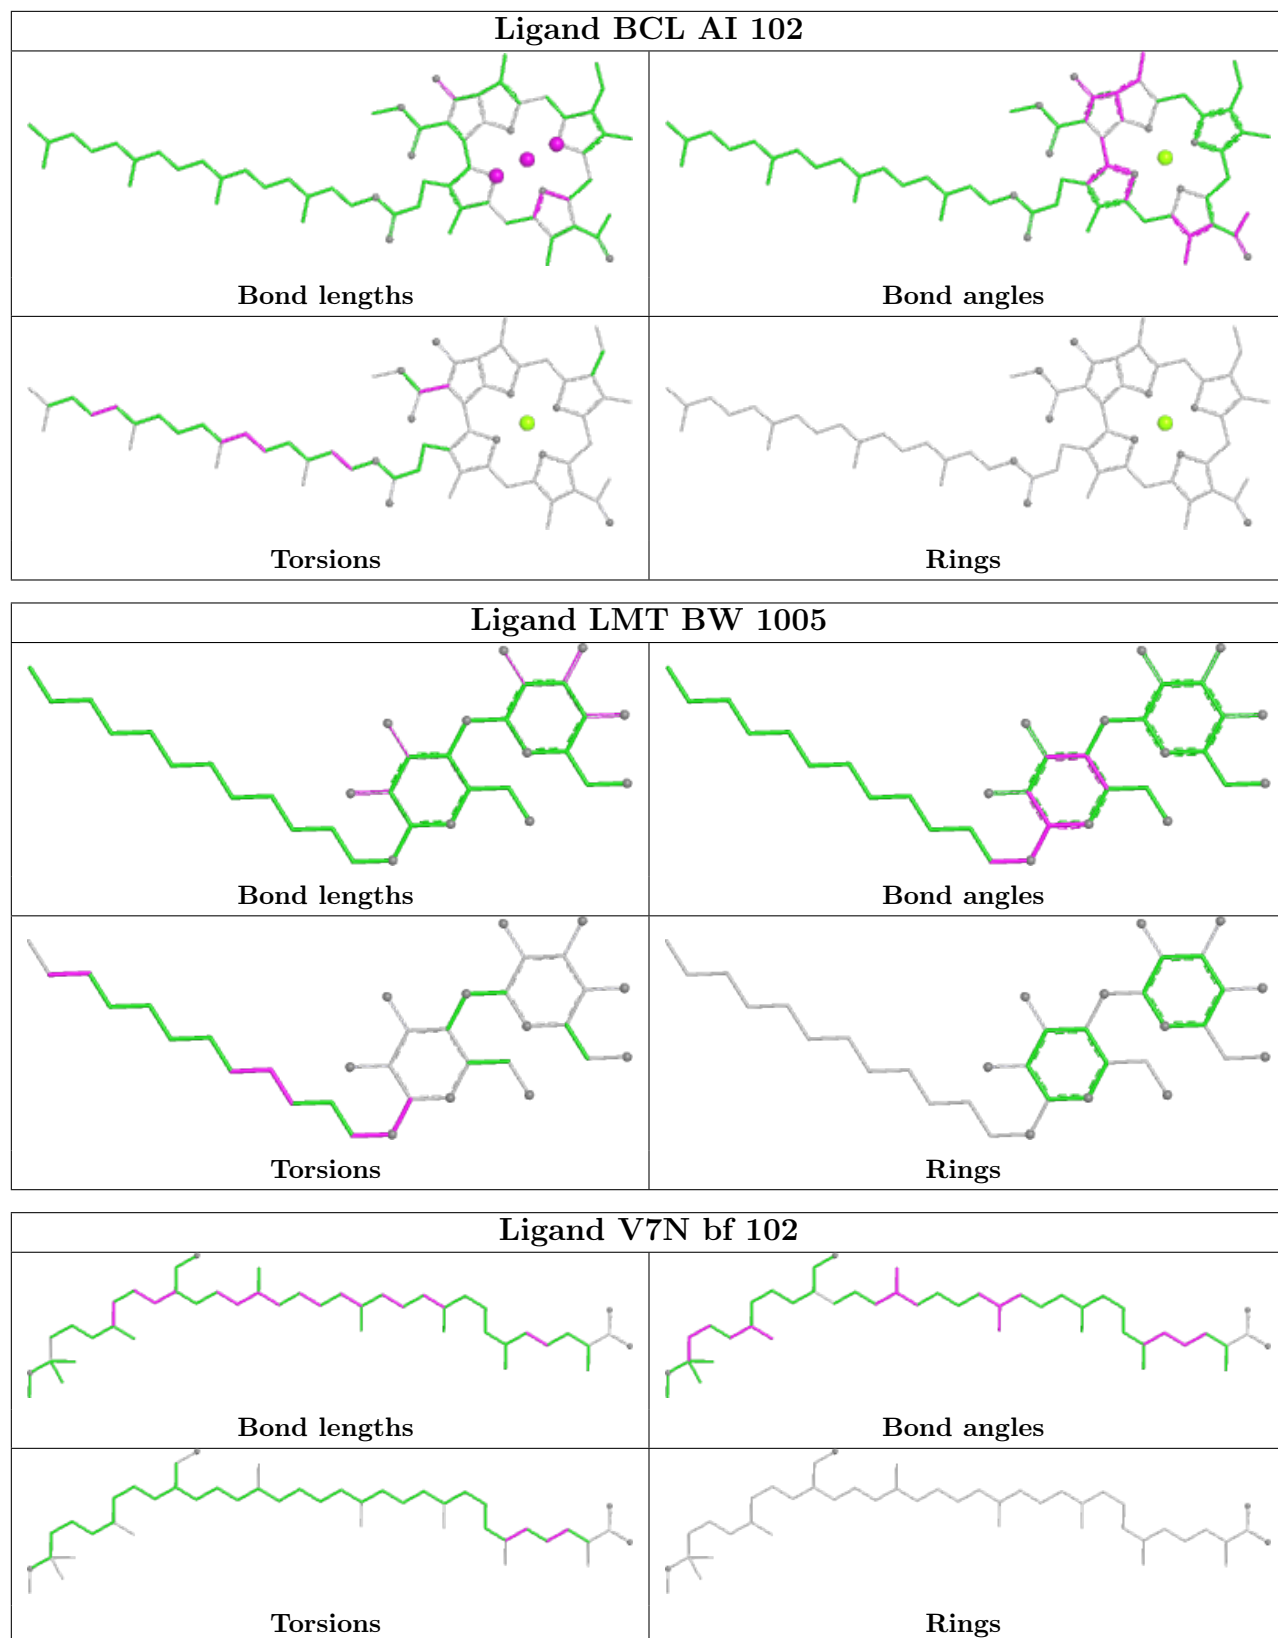 Ligand BCL AI 102
Bond lengths
Bond angles
Torsions
Rings
Ligand LMT BW 1005
Bond lengths
Bond angles
Torsions
Rings
Ligand V7N bf 102
Bond lengths
Bond angles
Torsions
Rings